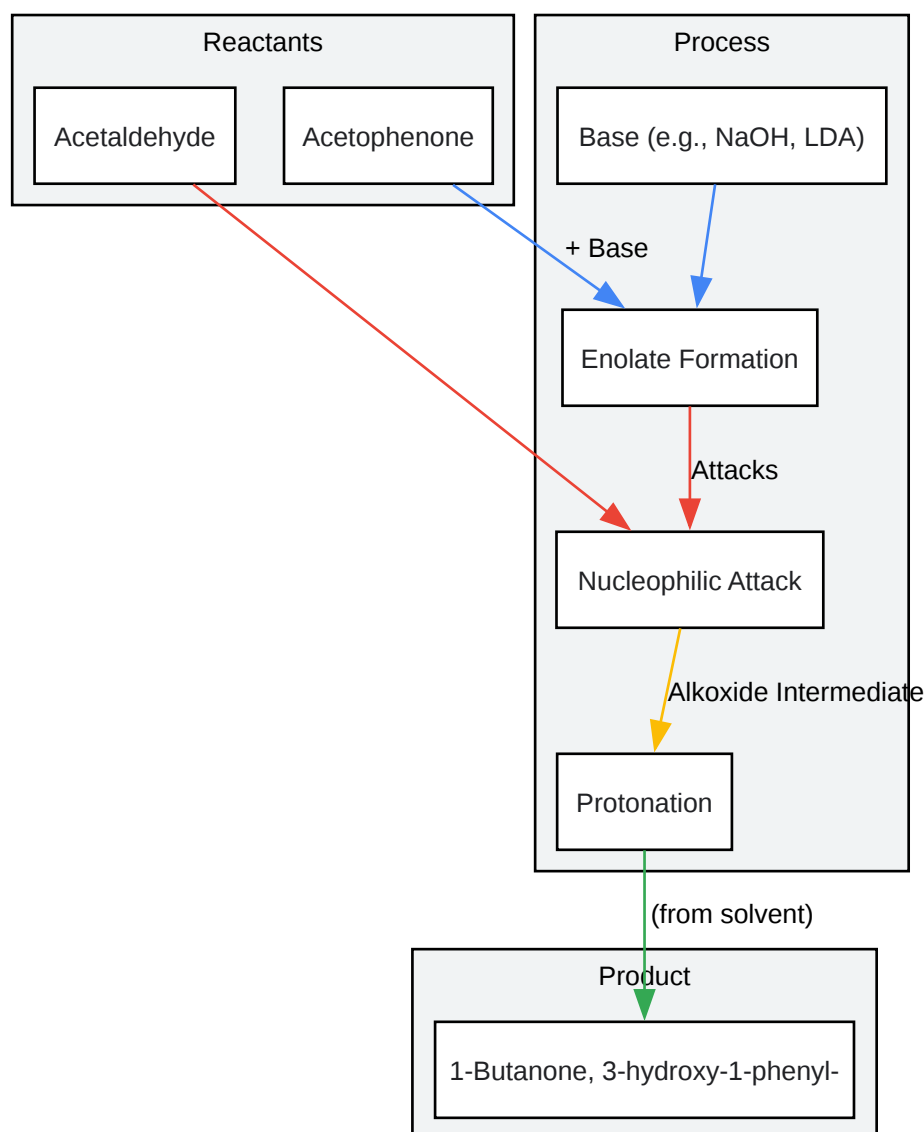 Reactants
Process
Acetaldehyde
Acetophenone
Base (e.g., NaOH, LDA)
+ Base
Enolate Formation
Attacks
Nucleophilic Attack
Alkoxide Intermediate
Protonation
(from solvent)
Product
1-Butanone, 3-hydroxy-1-phenyl-